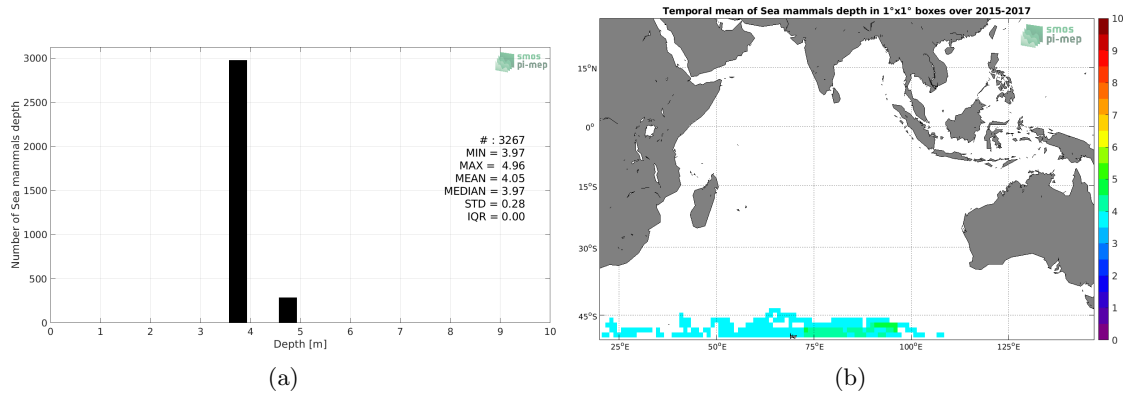 Temporal mean of Sea mammals depth in 1°x1° boxes over 2015-2017
smos
pi-mep
3000
2500
2000
1500
1000
500
0
Number of Sea mammals depth
# : 3267
MIN = 3.97
MAX = 4.96
MEAN = 4.05
MEDIAN = 3.97
STD = 0.28
IQR = 0.00
0 1 2 3 4 5 6 7 8 9 10
Depth [m]
(a)
smos
pi-mep
15°N
0°
15°S
30°S
45°S
25°E 50°E 75°E 100°E 125°E
10
9
8
7
6
5
4
3
2
1
0
(b)